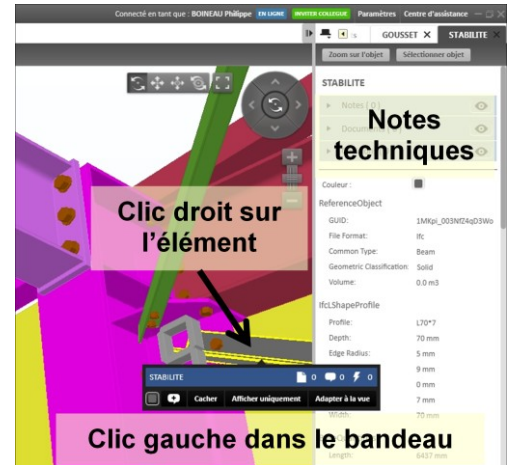 Connecté en tant que : BOINEAU Philippe EN LIGNE INVITER COLLEGUE Paramètres Centre d'assistance
GOUSSET X STABILITE X
Zoom sur l'objet Sélectionner objet
STABILITE
Notes [ 0 ]
Notes
techniques
Couleur :
ReferenceObject
GUID: 1MKpi_003NfZ4qD3Wo
File Format: Ifc
Common Type: Beam
Geometric Classification: Solid
Volume: 0.0 m3
IfcLShapeProfile
Profile: L70*7
Depth: 70 mm
Edge Radius: 5 mm
9 mm
0 mm
7 mm
Width: 70 mm
Length: 6437 mm
Clic droit sur
l'élément
STABILITE 0 0 0
Cacher Afficher uniquement Adapter à la vue
Clic gauche dans le bandeau